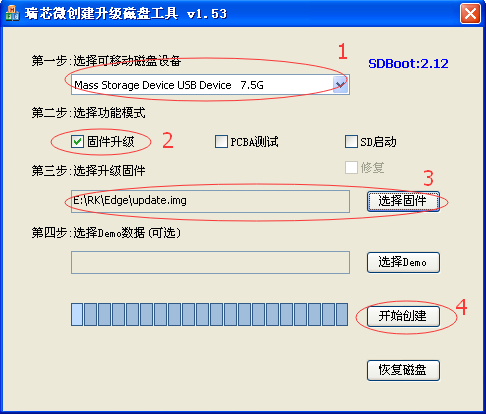 瑞芯微创建升级磁盘工具 v1.53
第一步:选择可移动磁盘设备
1
SDBoot:2.12
Mass Storage Device USB Device 7.5G
第二步:选择功能模式
固件升级
2
PCBA测试
SD启动
修复
第三步:选择升级固件
3
E:\RK\Edge\update.img
选择固件
第四步:选择Demo数据(可选)
选择Demo
4
开始创建
恢复磁盘